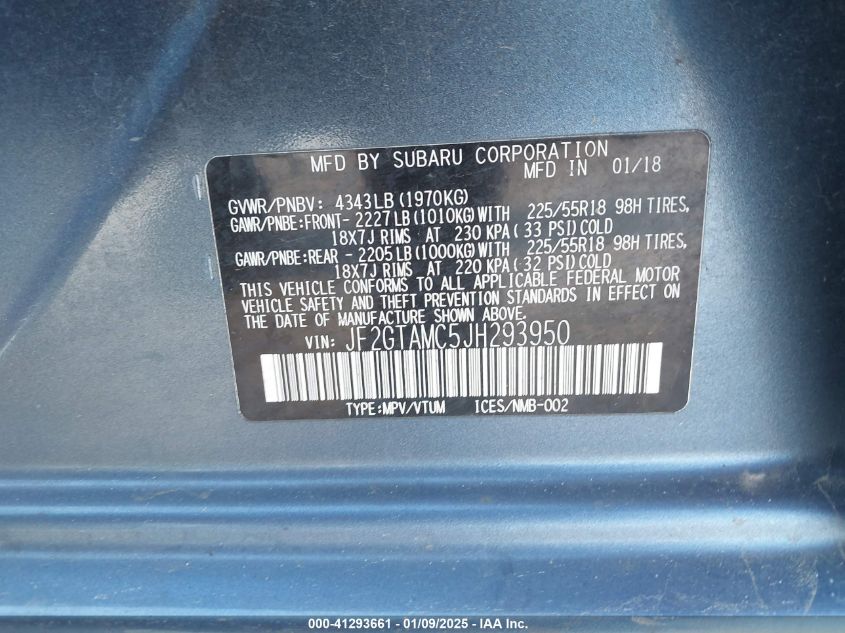 MFD BY SUBARU CORPORATION
MFD IN 01/18
GVWR/PNBV: 4343LB (1970KG)
GAWR/PNBE:FRONT- 2227LB(1010KG)WITH 225/55R18 98H TIRES,
18X7J RIMS AT 230 KPA( 33 PSI)COLD
GAWR/PNBE:REAR - 2205LB(1000KG)WITH 225/55R18 98H TIRES,
18X7J RIMS AT 220 KPA( 32 PSI)COLD
THIS VEHICLE CONFORMS TO ALL APPLICABLE FEDERAL MOTOR
VEHICLE SAFETY AND THEFT PREVENTION STANDARDS IN EFFECT ON
THE DATE OF MANUFACTURE SHOWN ABOVE.
VIN: JF2GTAMC5JH293950
TYPE:MPV/VTUM ICES/NMB-002
000-41293661 - 01/09/2025 - IAA Inc.